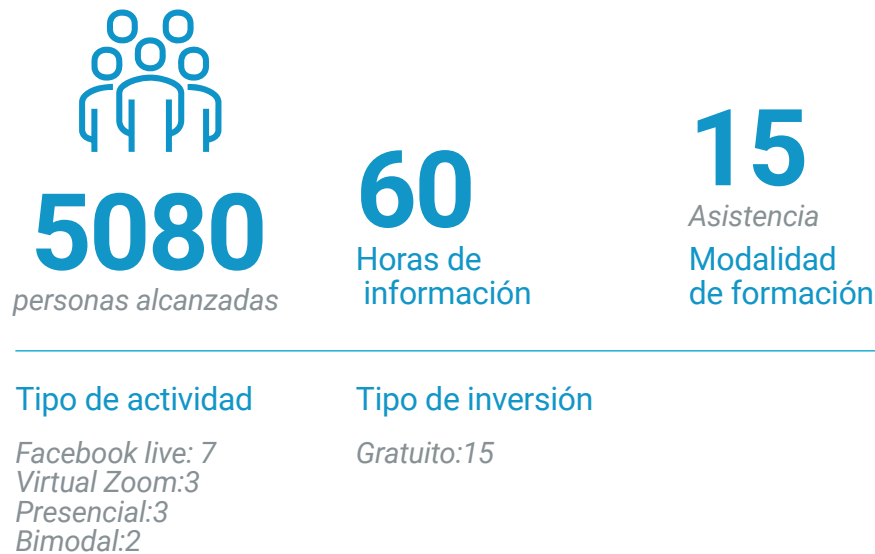 5080
personas alcanzadas
60
Horas de
información
15
Asistencia
Modalidad
de formación
Tipo de actividad
Facebook live: 7
Virtual Zoom:3
Presencial:3
Bimodal:2
Tipo de inversión
Gratuito:15